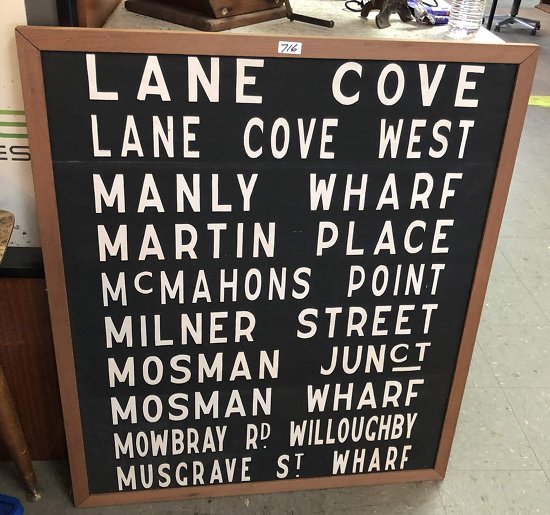 716
LANE COVE
LANE COVE WEST
MANLY WHARF
MARTIN PLACE
McMAHONS POINT
MILNER STREET
MOSMAN JUNCT
MOSMAN WHARF
MOWBRAY RD WILLOUGHBY
MUSGRAVE ST WHARF
ES